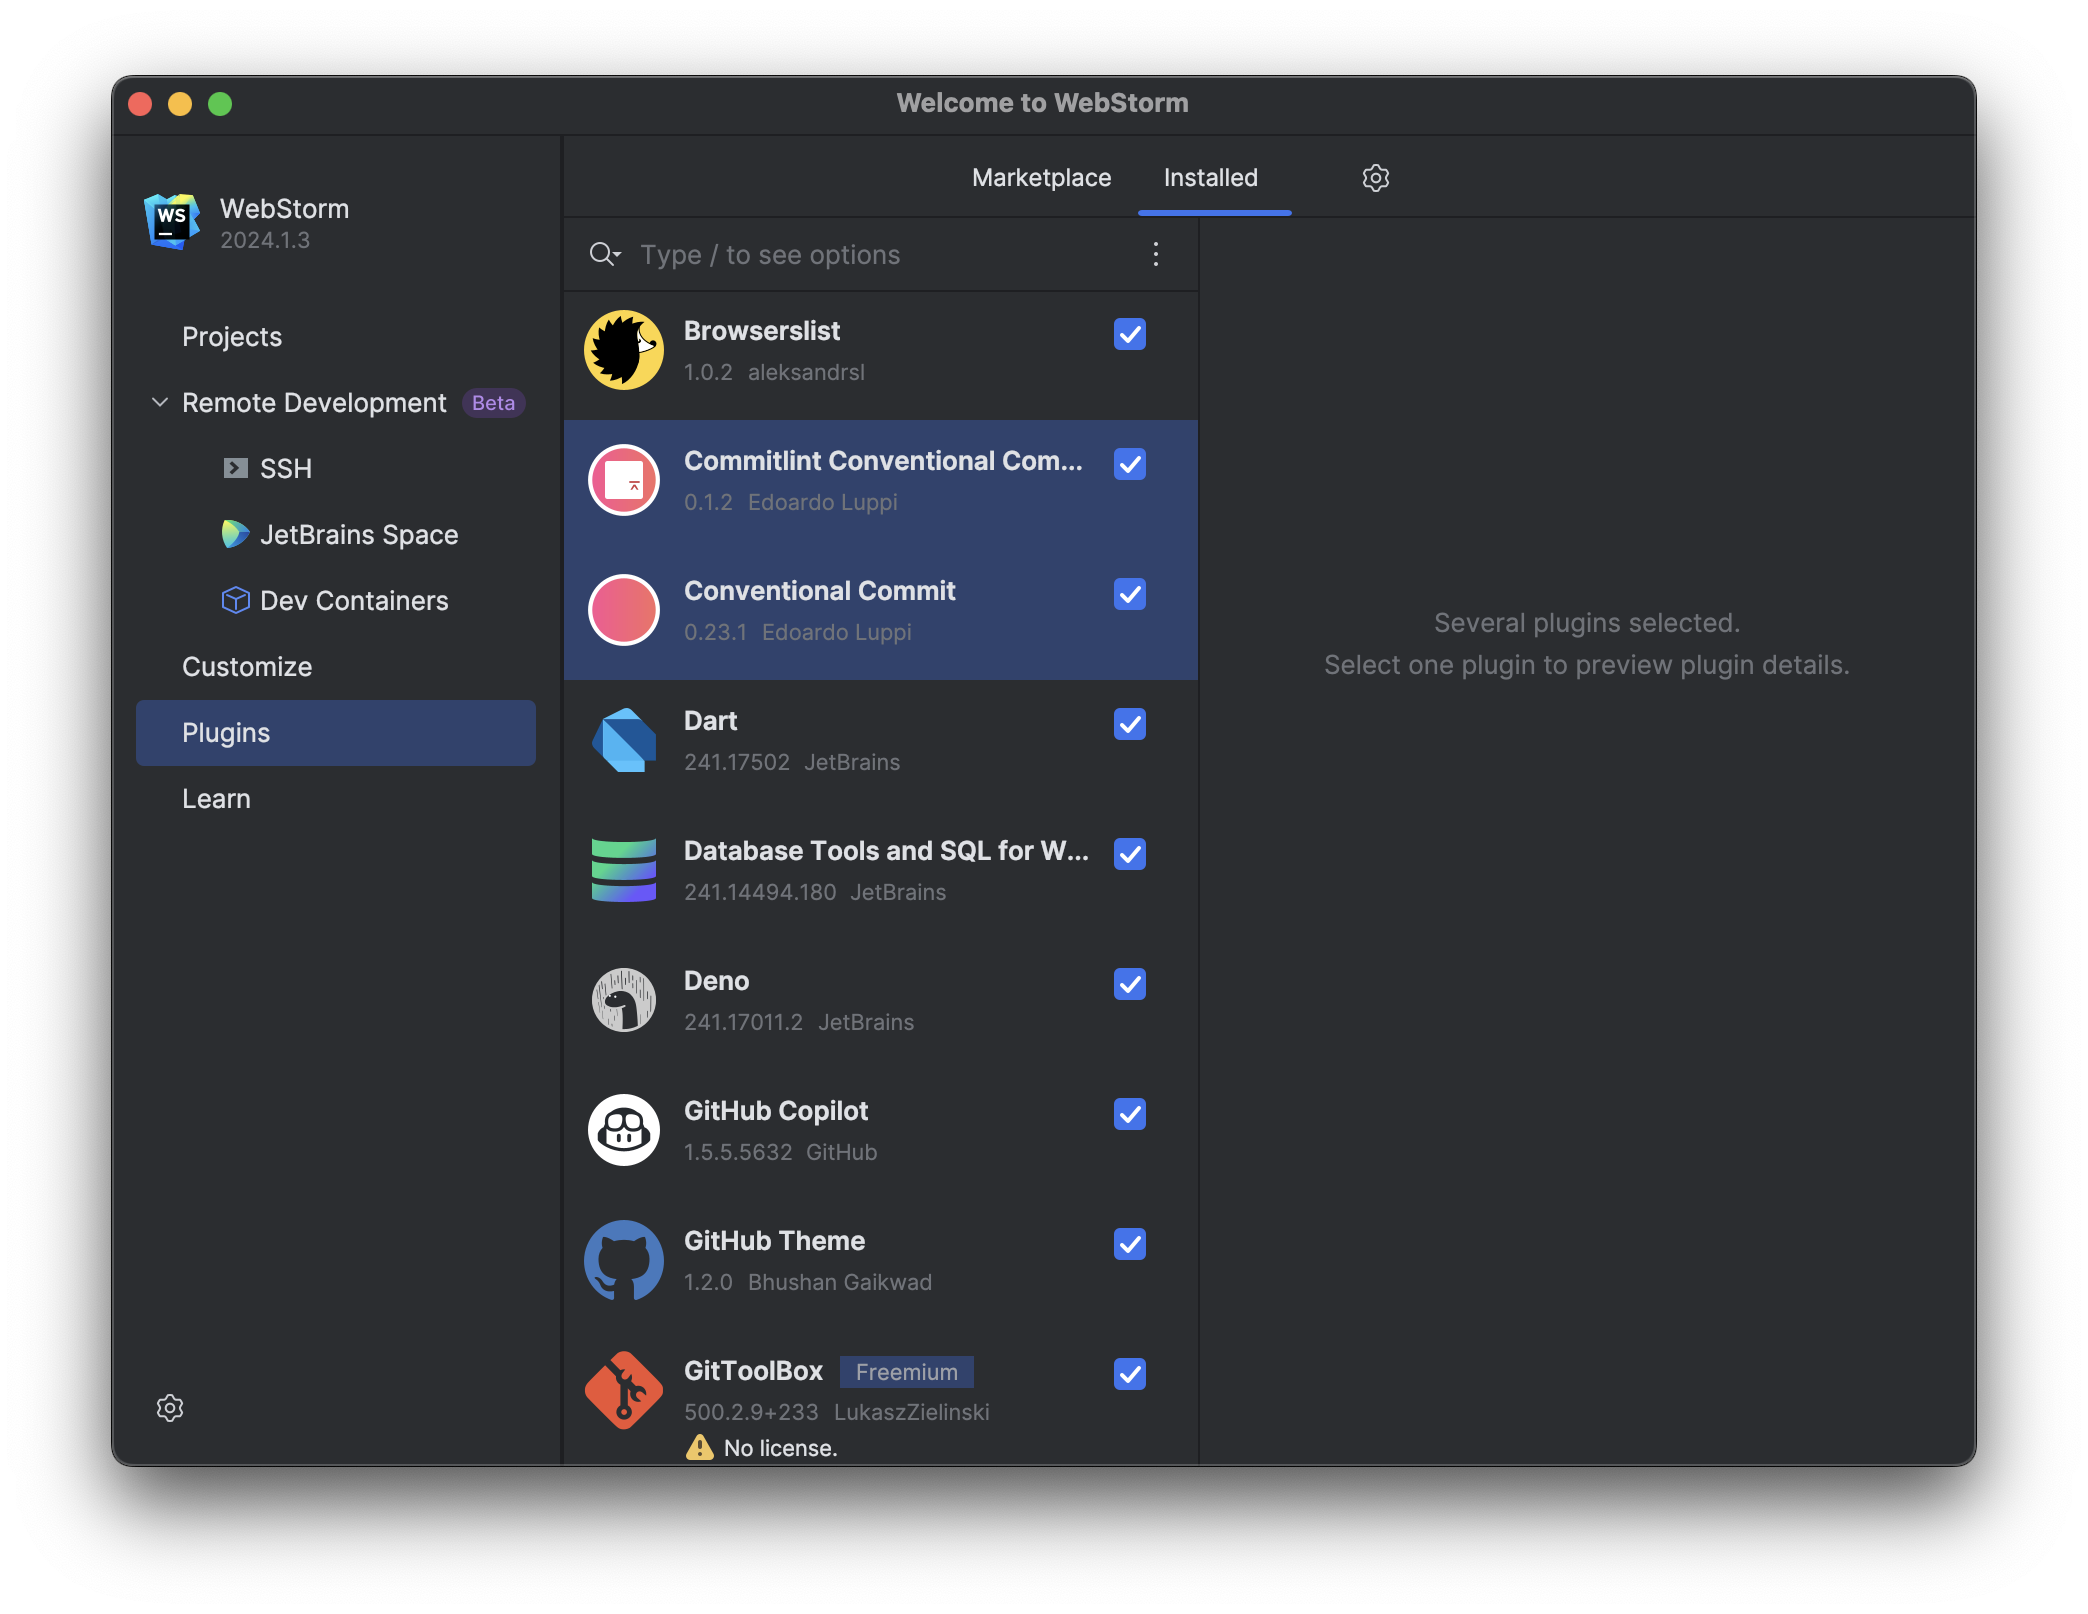 Welcome to WebStorm
WS
WebStorm
2024.1.3
Projects
Remote Development Beta
SSH
JetBrains Space
Dev Containers
Customize
Plugins
Learn
Marketplace Installed
Type / to see options
Browserslist
1.0.2 aleksandrsl
Commitlint Conventional Com...
0.1.2 Edoardo Luppi
Conventional Commit
0.23.1 Edoardo Luppi
Dart
241.17502 JetBrains
Database Tools and SQL for W...
241.14494.180 JetBrains
Deno
241.17011.2 JetBrains
GitHub Copilot
1.5.5.5632 GitHub
GitHub Theme
1.2.0 Bhushan Gaikwad
GitToolBox Freemium
500.2.9+233 LukaszZielinski
No license.
Several plugins selected.
Select one plugin to preview plugin details.